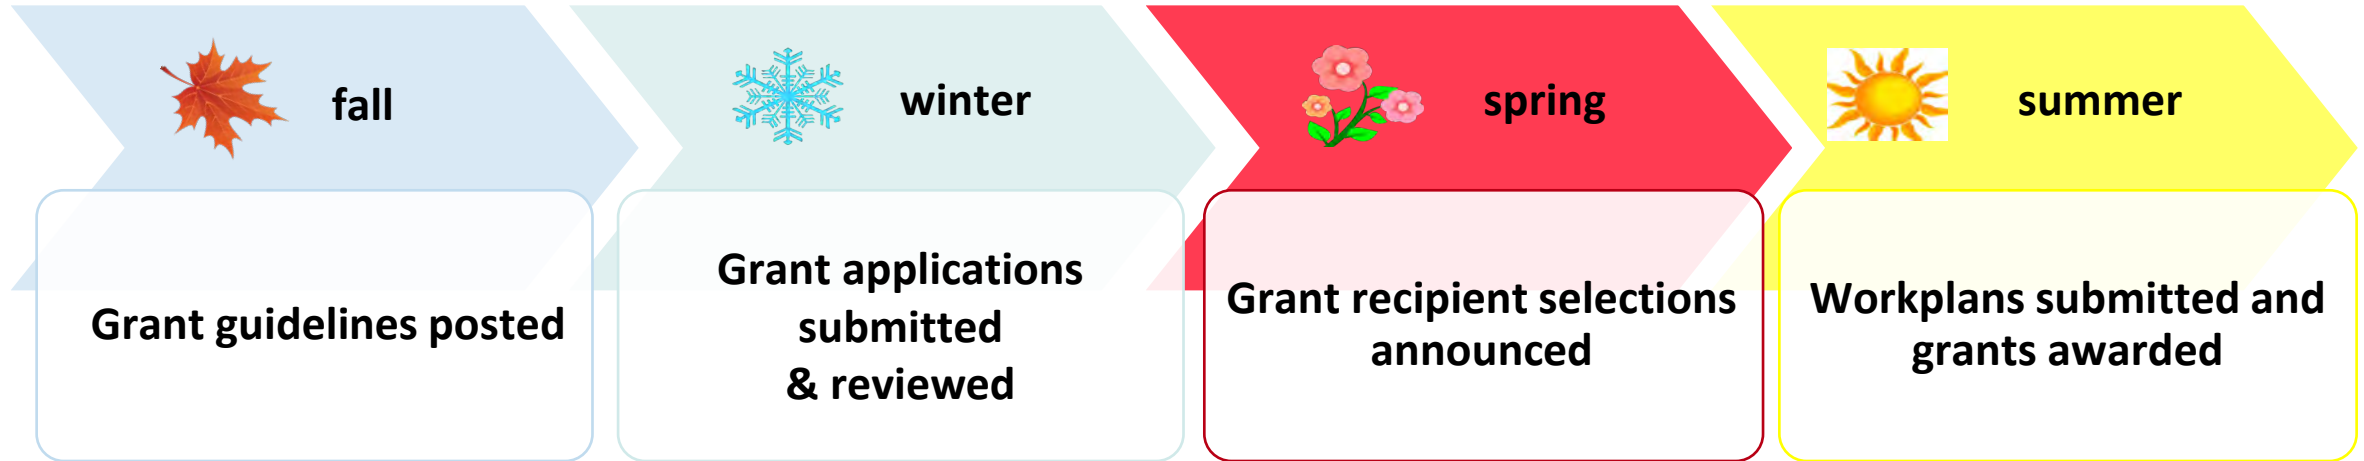 fall
Grant guidelines posted
winter
Grant applications
submitted
& reviewed
spring
Grant recipient selections
announced
summer
Workplans submitted and
grants awarded